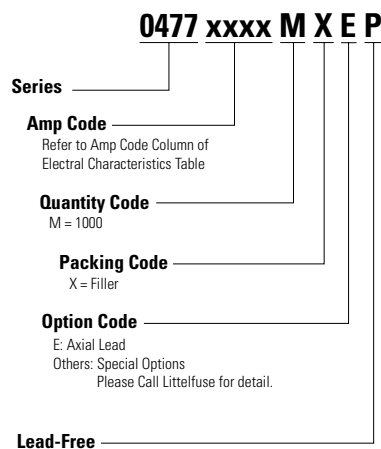 0477 xxxx M X E P
Series
Amp Code
Refer to Amp Code Column of
Electral Characteristics Table
Quantity Code
M = 1000
Packing Code
X = Filler
Option Code
E: Axial Lead
Others: Special Options
Please Call Littelfuse for detail.
Lead-Free